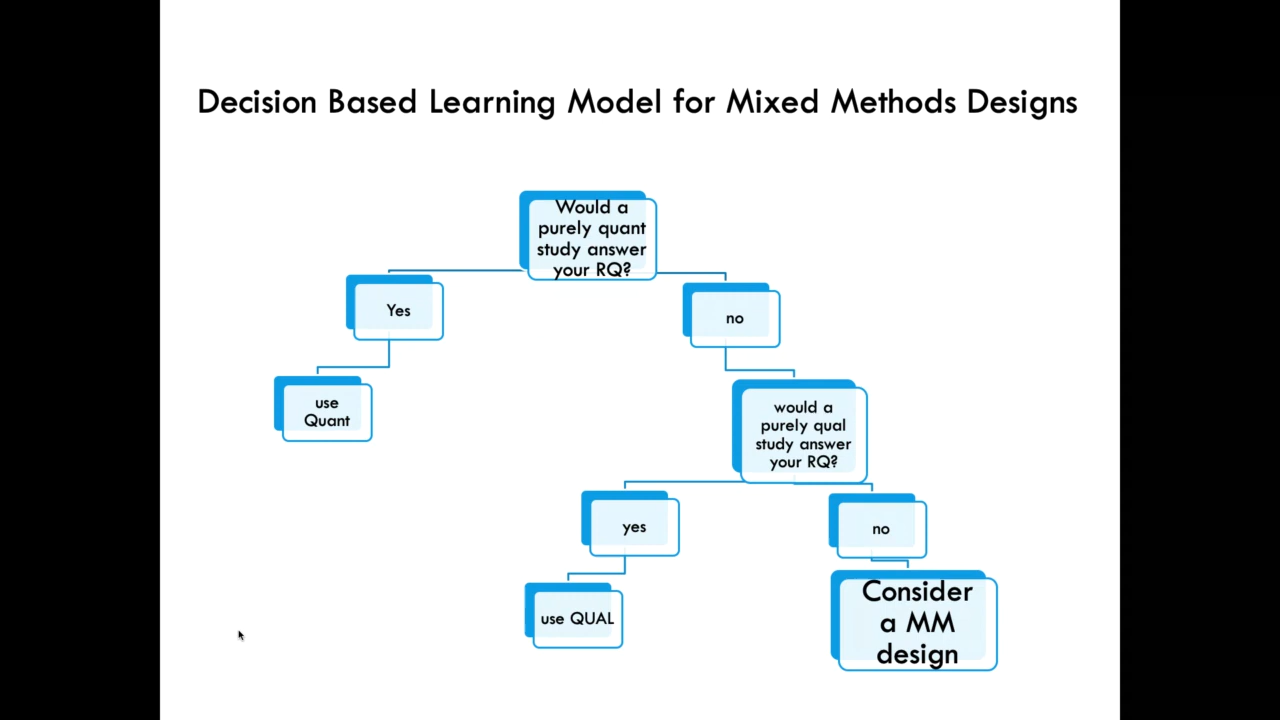 Decision Based Learning Model for Mixed Methods Designs
Would a
purely quant
study answer
your RQ?
Yes
no
use
Quant
would a
purely qual
study answer
your RQ?
yes
no
use QUAL
Consider
a MM
design